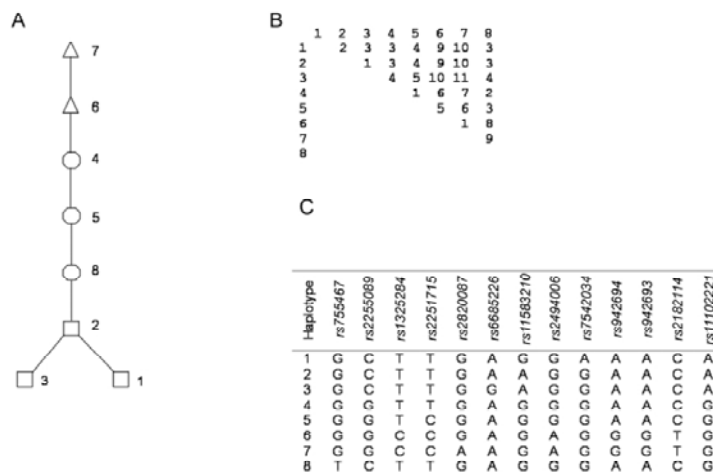 A
7
6
4
5
8
2
3 1
B
1 2 3 4 5 6 7 8
1 2 3 3 4 9 10 3
2 1 3 4 9 10 3
3 4 5 10 11 4
4 1 6 7 2
5 5 6 3
6 1 8
7 9
8
C
Haplotype rs755467 rs2255089 rs1325284 rs2251715 rs2820087 rs6685226 rs11583210 rs2494006 rs7542034 rs942694 rs942693 rs2182114 rs11102221
1 G C T T G A G G A A A C A
2 G C T T G A A G G A A C A
3 G C T T G G A G G A A C A
4 G G T T G A G G G A A C G
5 G G T C G A G G G A A C G
6 G G C C G A G A G G G T G
7 G G C C A A G A G G G T G
8 T C T T G A G G G A A C G